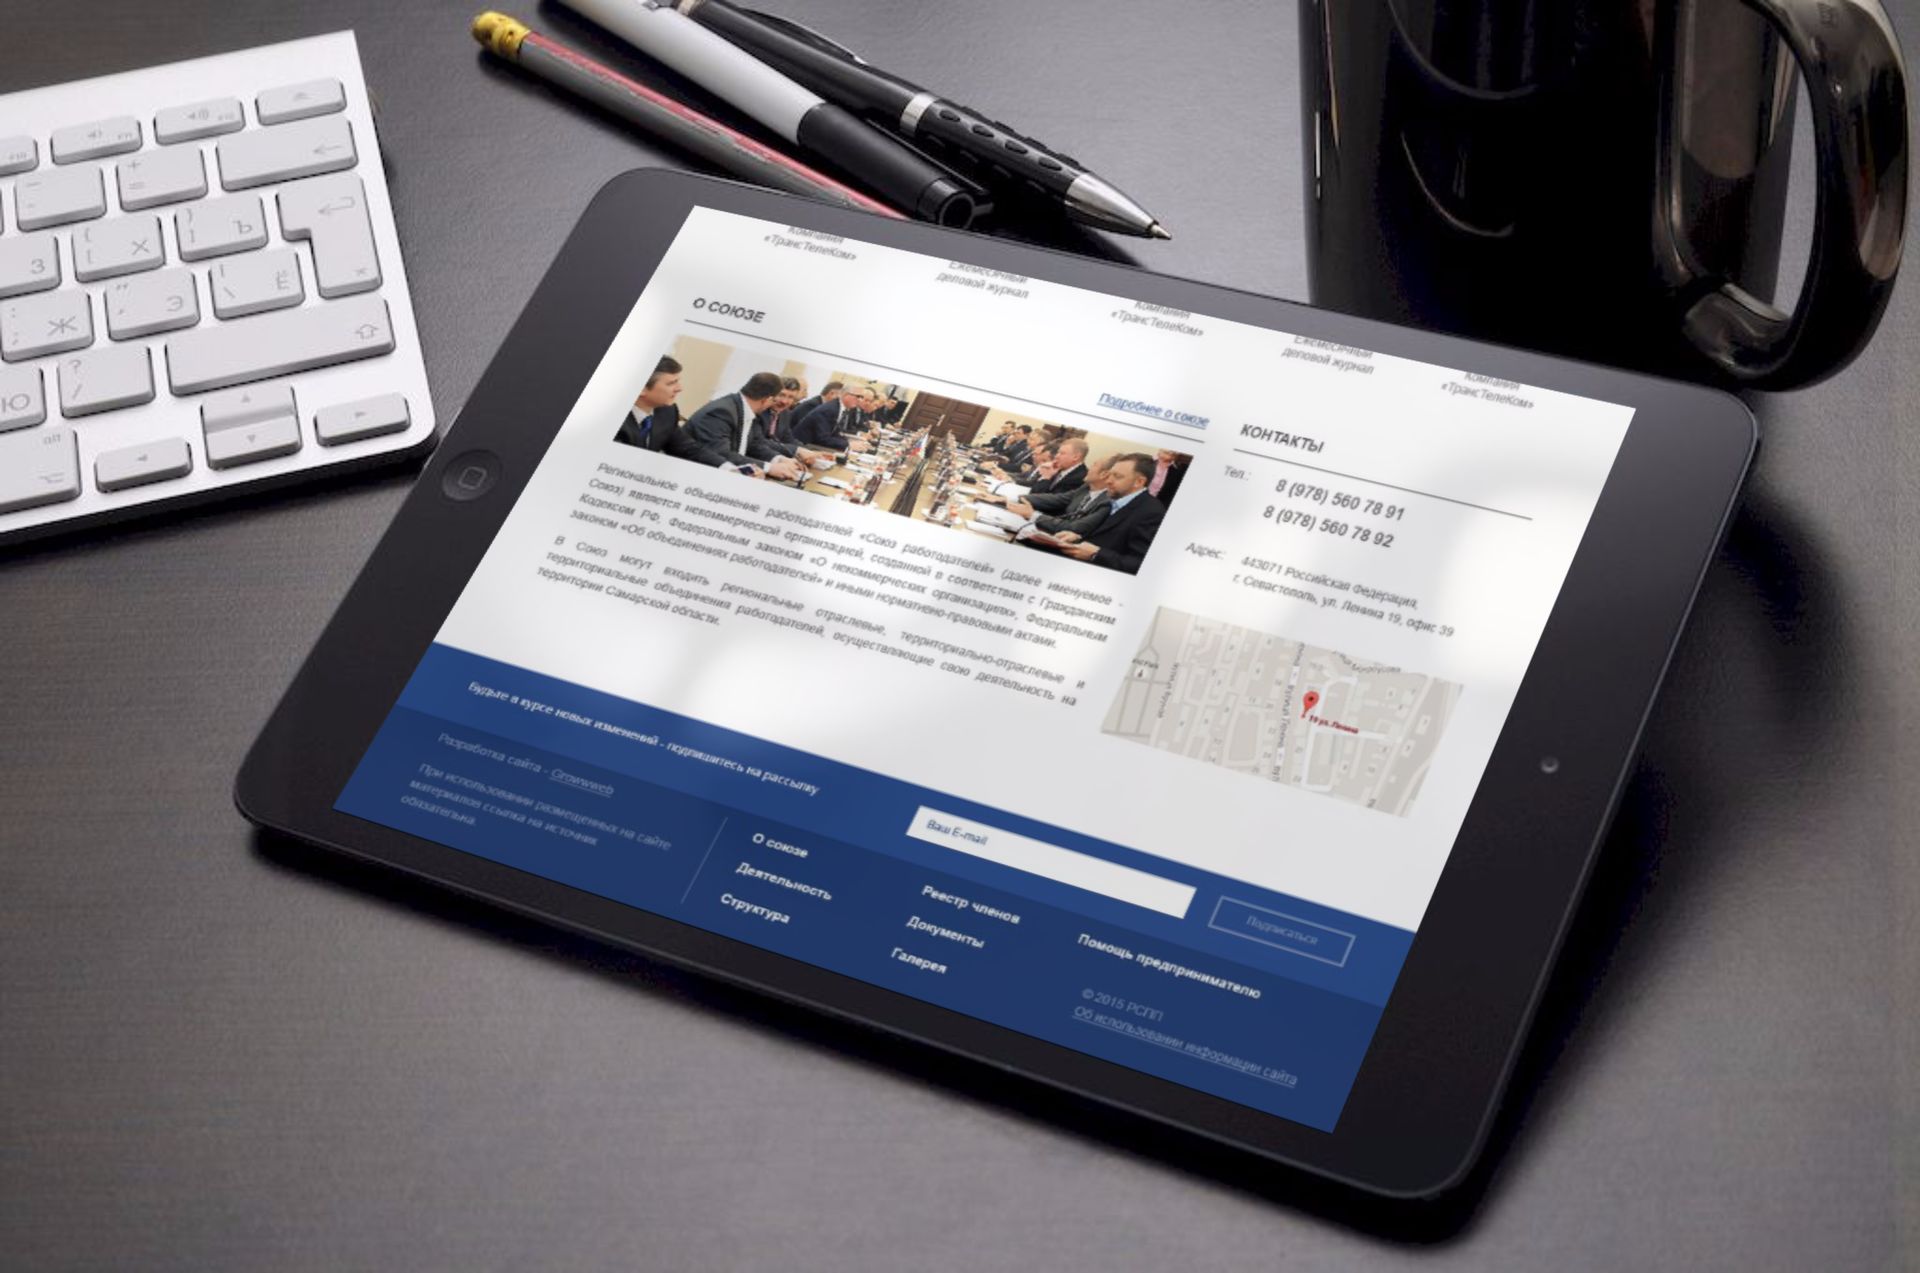 Компания
«ТрансТелеКом»
Ежемесячный
деловой журнал
Компания
«ТрансТелеКом»
Ежемесячный
деловой журнал
Компания
«ТрансТелеКом»
О СОЮЗЕ
Подробнее о союзе
Региональное объединение работодателей «Союз работодателей» (далее именуемое -
Союз) является некоммерческой организацией, созданной в соответствии с Гражданским
Кодексом РФ, Федеральным законом «О некоммерческих организациях», Федеральным
законом «Об объединениях работодателей» и иными нормативно-правовыми актами.
В Союз могут входить региональные отраслевые, территориально-отраслевые и
территориальные объединения работодателей, осуществляющие свою деятельность на
территории Самарской области.
КОНТАКТЫ
Тел.: 8 (978) 560 78 91
8 (978) 560 78 92
Адрес: 443071 Российская Федерация,
г. Севастополь, ул. Ленина 19, офис 39
19 ул. Ленина
Будьте в курсе новых изменений - подпишитесь на рассылку
Ваш E-mail
Подписаться
Разработка сайта - Growweb
При использовании размещенных на сайте
материалов ссылка на источник
обязательна.
О союзе
Деятельность
Структура
Реестр членов
Документы
Галерея
Помощь предпринимателю
© 2015 РСПП
Об использовании информации сайта
F10
+
=
З
[
Х
]
Ъ
Ж
Э
\
Ё
Ю
?
/
alt